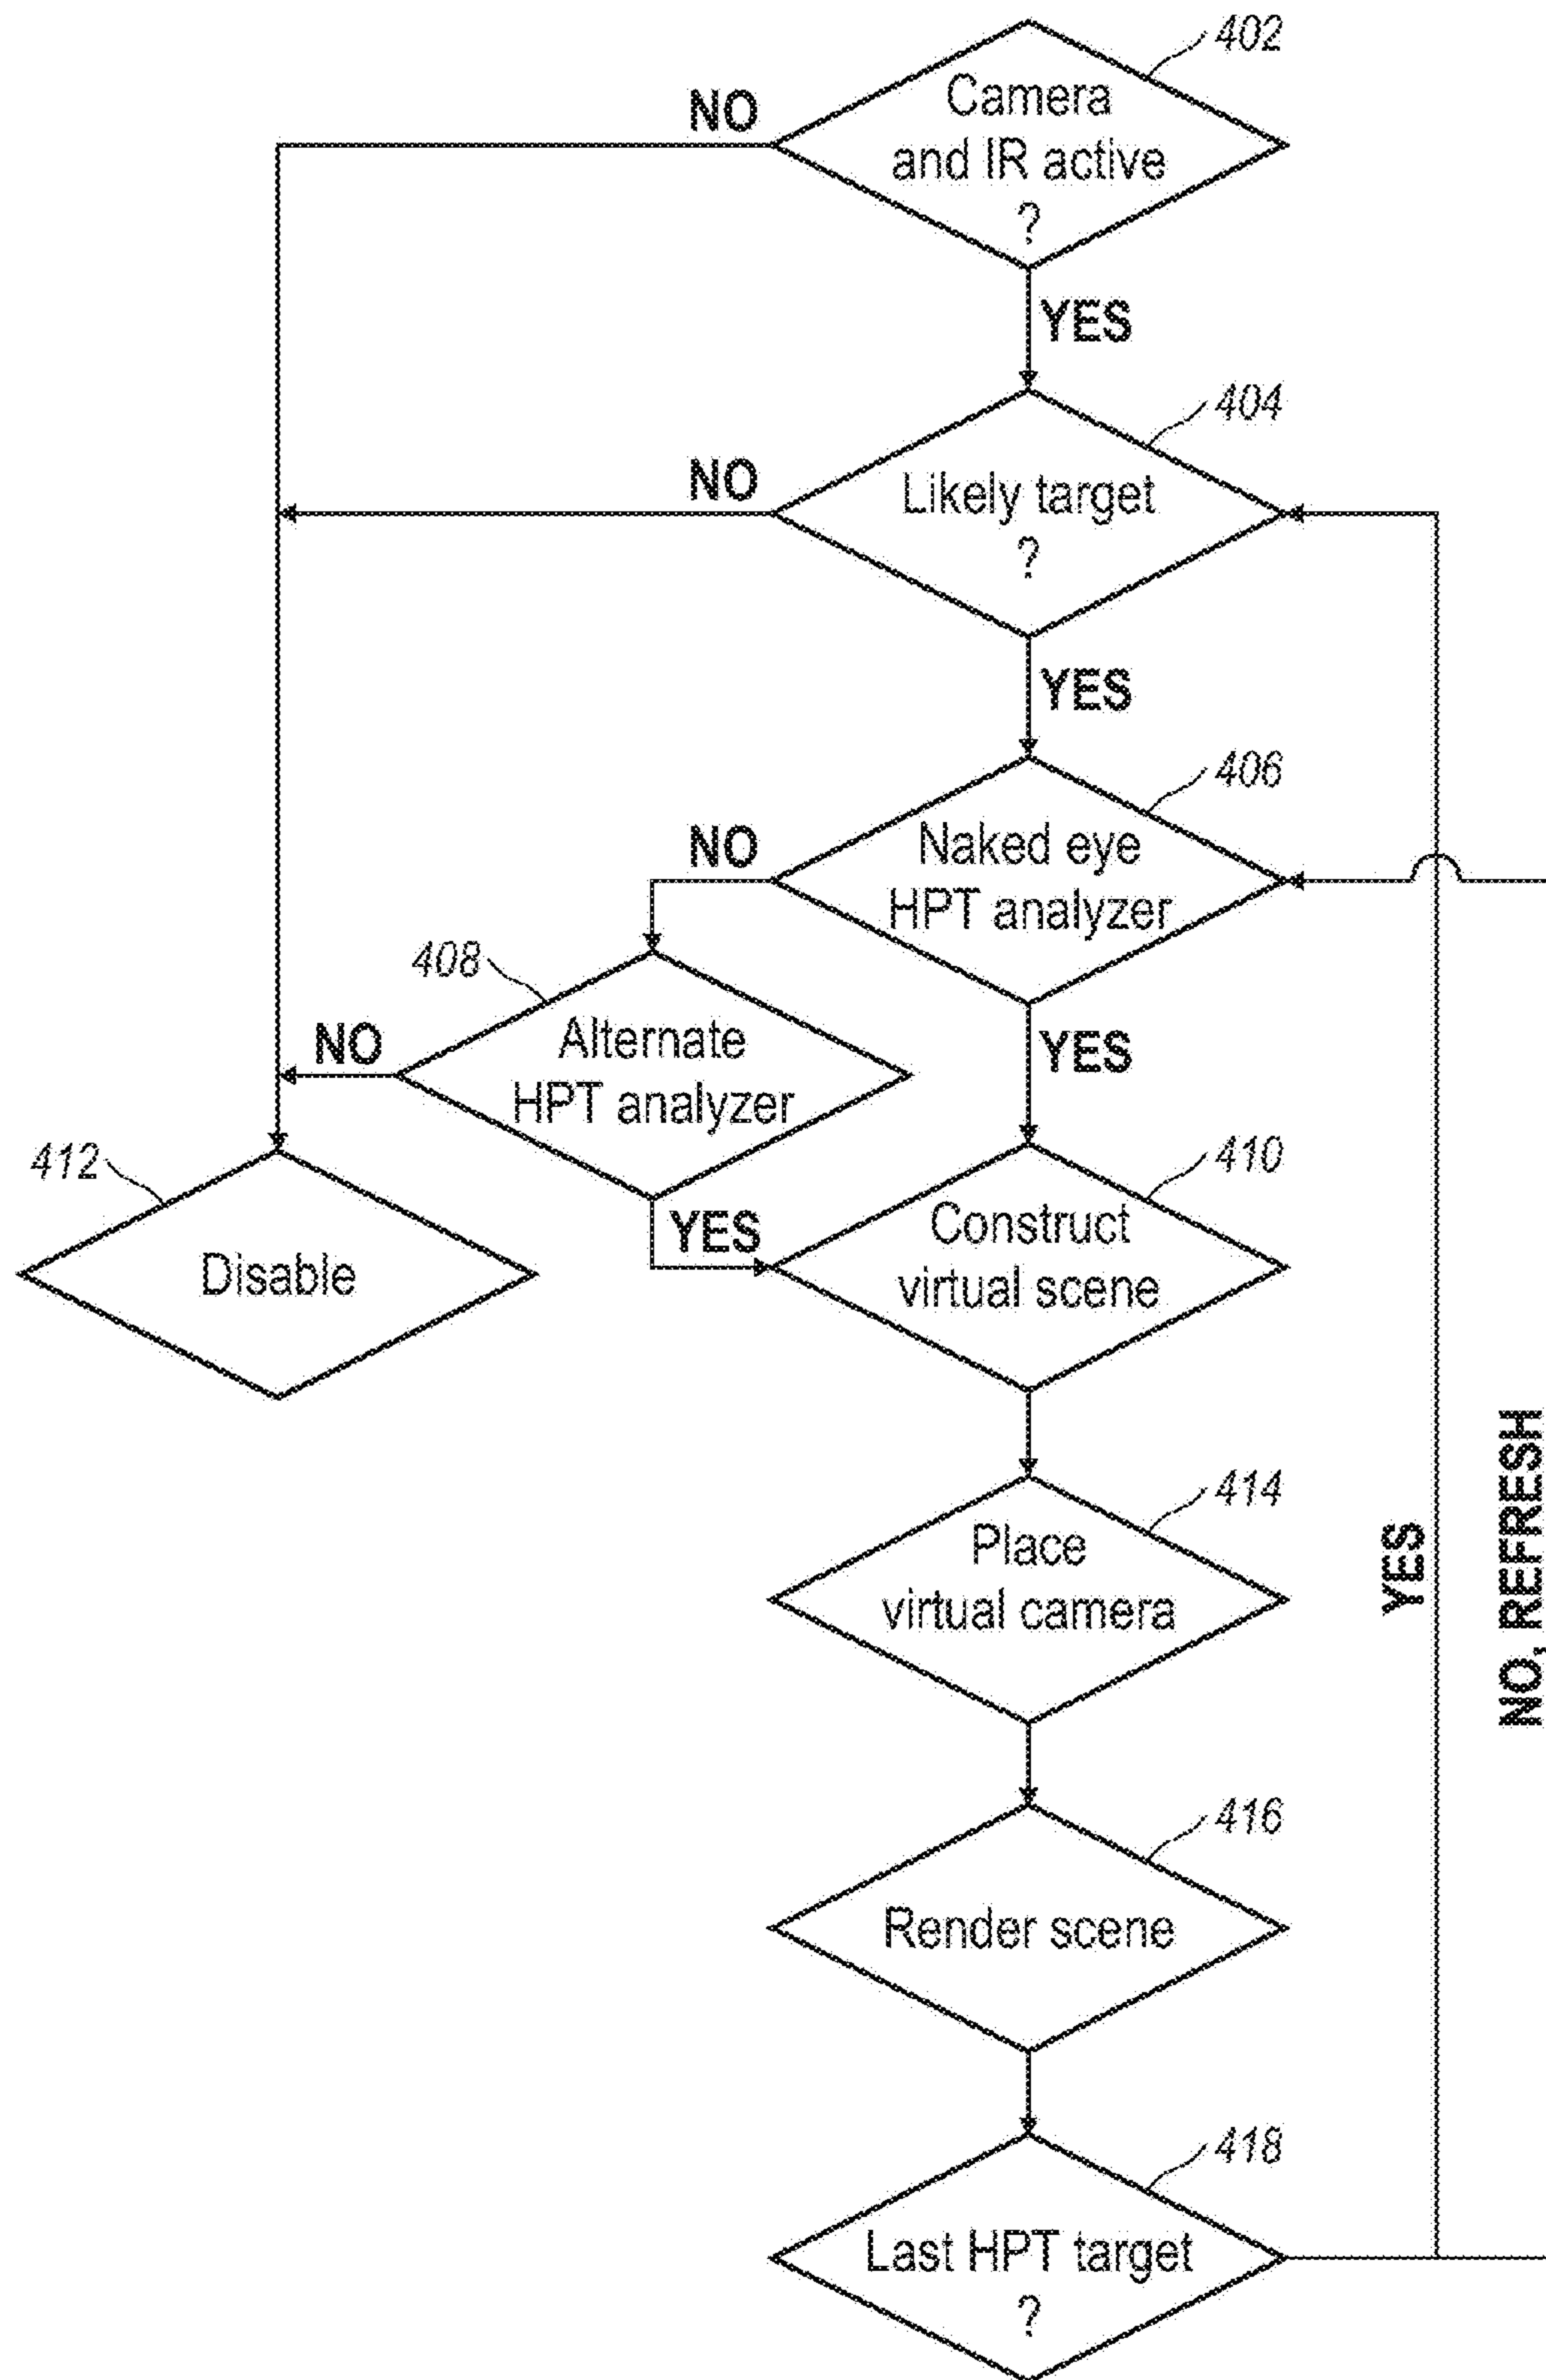 402
Camera
and IR active
?
NO
YES
404
Likely target
?
NO
YES
406
Naked eye
HPT analyzer
NO
YES
408
Alternate
HPT analyzer
NO
YES
410
Construct
virtual scene
412
Disable
414
Place
virtual camera
416
Render scene
418
Last HPT target
?
YES
NO, REFRESH